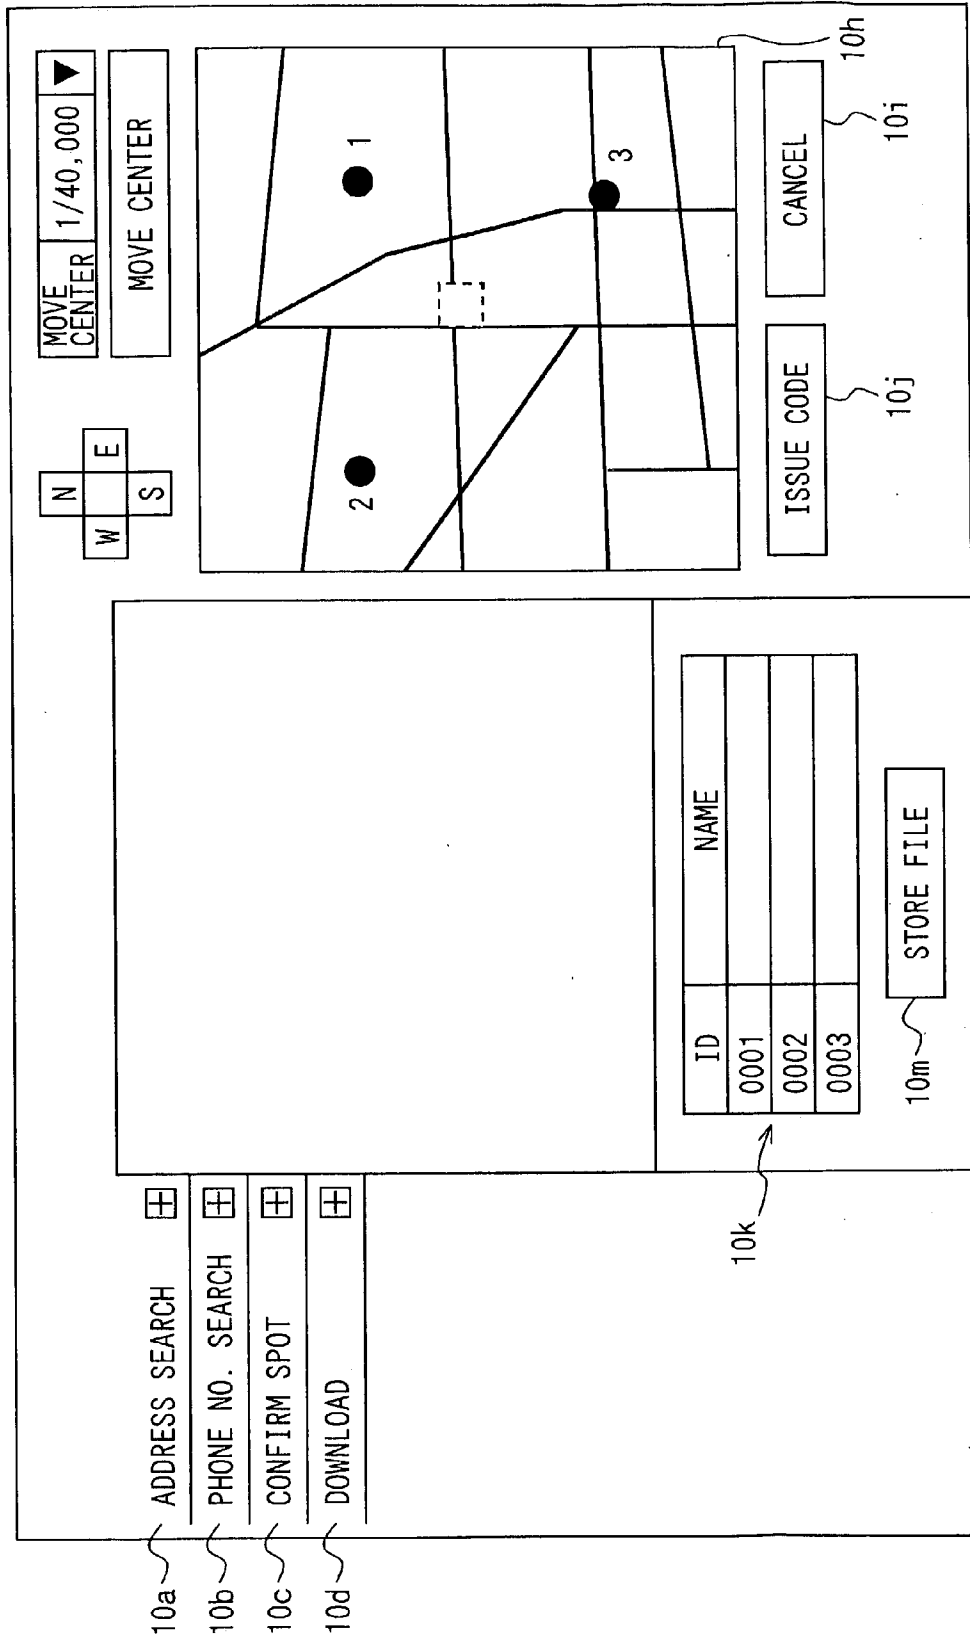 10a
ADDRESS SEARCH
10b
PHONE NO. SEARCH
10c
CONFIRM SPOT
10d
DOWNLOAD
N
W
E
S
MOVE
CENTER
1/40,000
▼
MOVE CENTER
1
2
3
10h
ISSUE CODE
10j
CANCEL
10i
10k
ID
NAME
0001
0002
0003
STORE FILE
10m